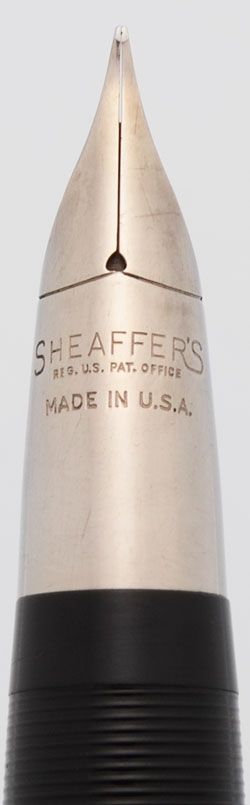 SHEAFFER'S
REG. U.S. PAT. OFFICE
MADE IN U.S.A.